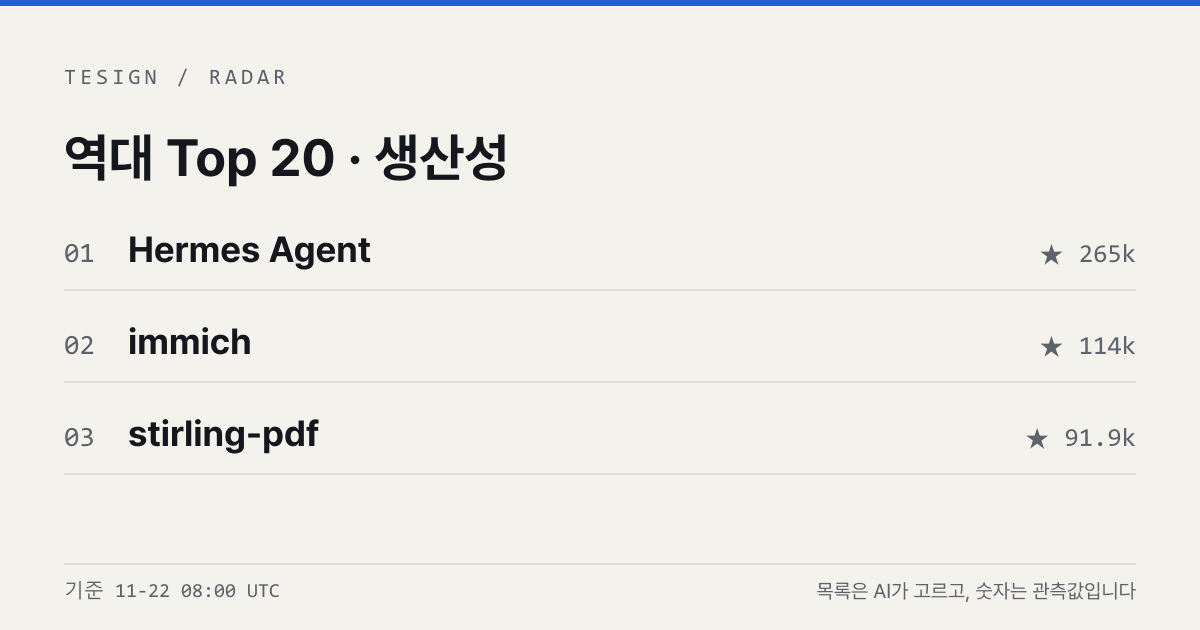 TESIGN / RADAR
역대 Top 20 · 생산성
01 Hermes Agent ★ 265k
02 immich ★ 114k
03 stirling-pdf ★ 91.9k
기준 11-22 08:00 UTC 목록은 AI가 고르고, 숫자는 관측값입니다